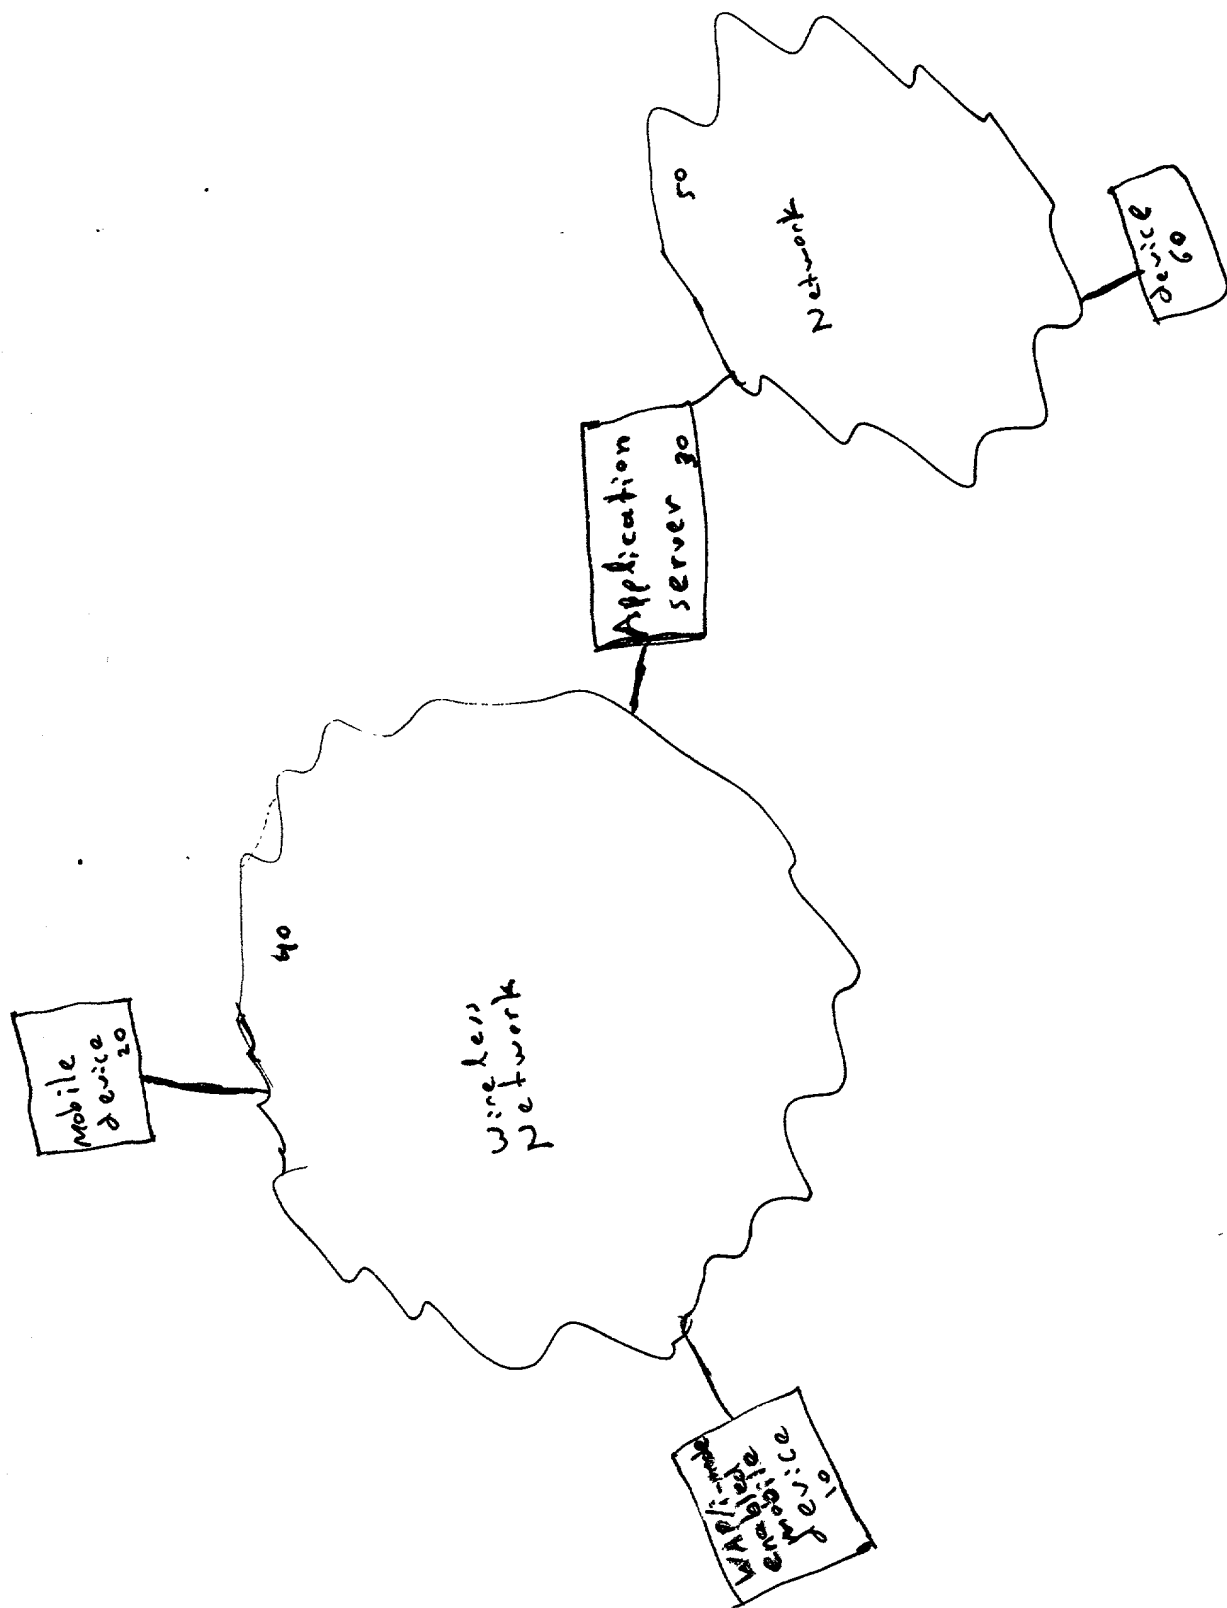 WAP/i-mode
enabled
mobile
device
10
Mobile
device
20
40
Wireless
Network
Application
server 30
50
Network
device
60